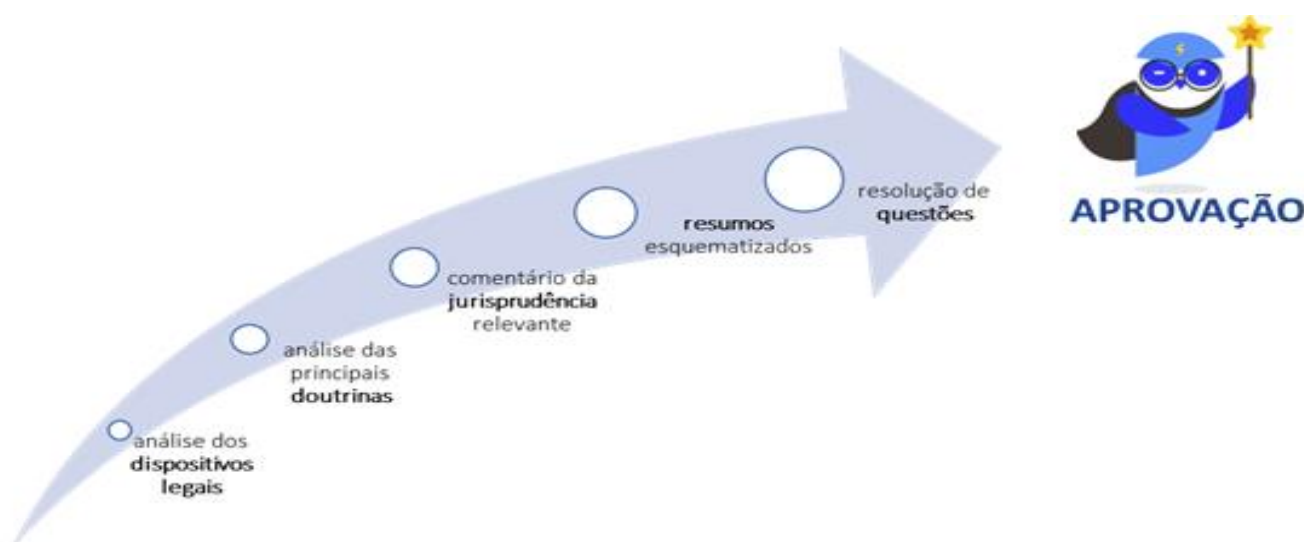 análise dos
dispositivos
legais
análise das
principais
doutrinas
comentário da
jurisprudência
relevante
resumos
esquematizados
resolução de
questões
APROVAÇÃO